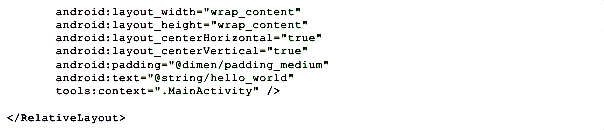 android:layout_width="wrap_content"
android:layout_height="wrap_content"
android:layout_centerHorizontal="true"
android:layout_centerVertical="true"
android:padding="@dimen/padding_medium"
android:text="@string/hello_world"
tools:context=".MainActivity" />
</RelativeLayout>